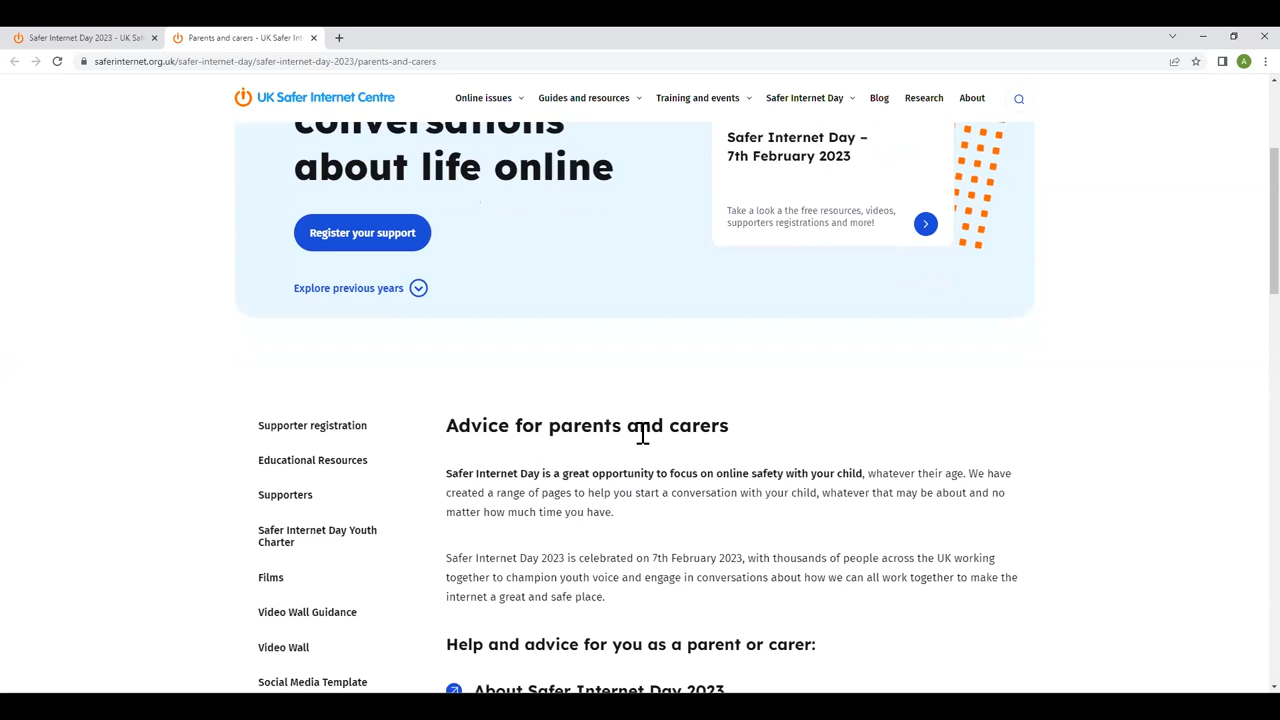 Safer Internet Day 2023 - UK Saf
Parents and carers - UK Safer Int
saferinternet.org.uk/safer-internet-day/safer-internet-day-2023/parents-and-carers
A
UK Safer Internet Centre
Online issues
Guides and resources
Training and events
Safer Internet Day
Blog
Research
About
conversations
about life online
Register your support
Explore previous years
Safer Internet Day –
7th February 2023
Take a look a the free resources, videos,
supporters registrations and more!
Supporter registration
Educational Resources
Supporters
Safer Internet Day Youth
Charter
Films
Video Wall Guidance
Video Wall
Social Media Template
Advice for parents and carers
Safer Internet Day is a great opportunity to focus on online safety with your child, whatever their age. We have
created a range of pages to help you start a conversation with your child, whatever that may be about and no
matter how much time you have.
Safer Internet Day 2023 is celebrated on 7th February 2023, with thousands of people across the UK working
together to champion youth voice and engage in conversations about how we can all work together to make the
internet a great and safe place.
Help and advice for you as a parent or carer:
About Safer Internet Day 2023